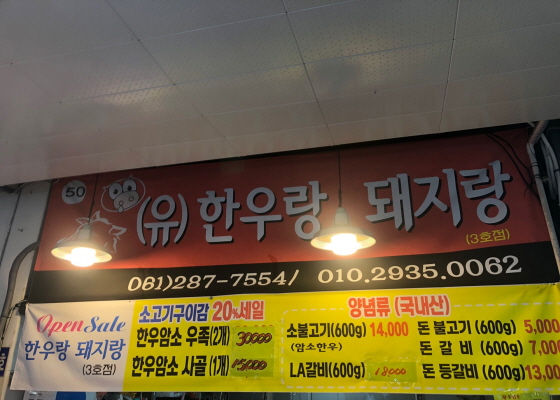 50
(유) 한우랑 돼지랑
(3호점)
061)287-7554/ 010.2935.0062
Open Sale
한우랑 돼지랑
(3호점)
소고기구이감 20%세일
한우암소 우족(2개) 30000
한우암소 사골(1개) 15000
양념류 (국내산)
소불고기(600g) 14,000 돈 불고기 (600g) 5,000
(암소한우) 돈 갈 비 (600g) 7,000
LA갈비(600g) 18000 돈 등갈비 (600g) 13,000